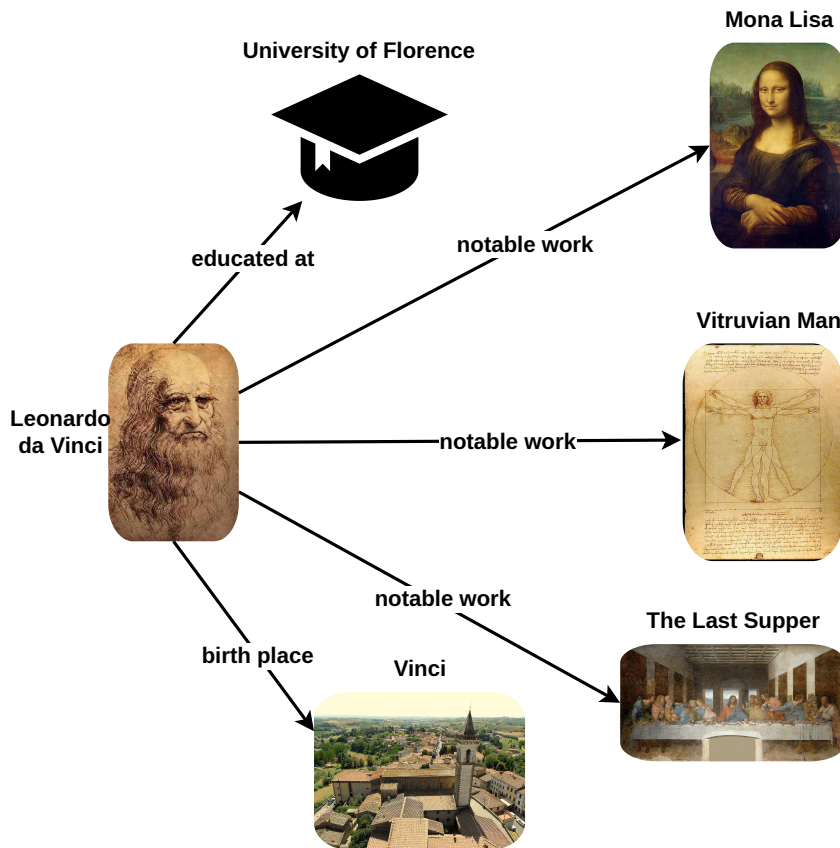 Mona Lisa
University of Florence
educated at
notable work
Vitruvian Man
Leonardo
da Vinci
notable work
notable work
The Last Supper
birth place
Vinci